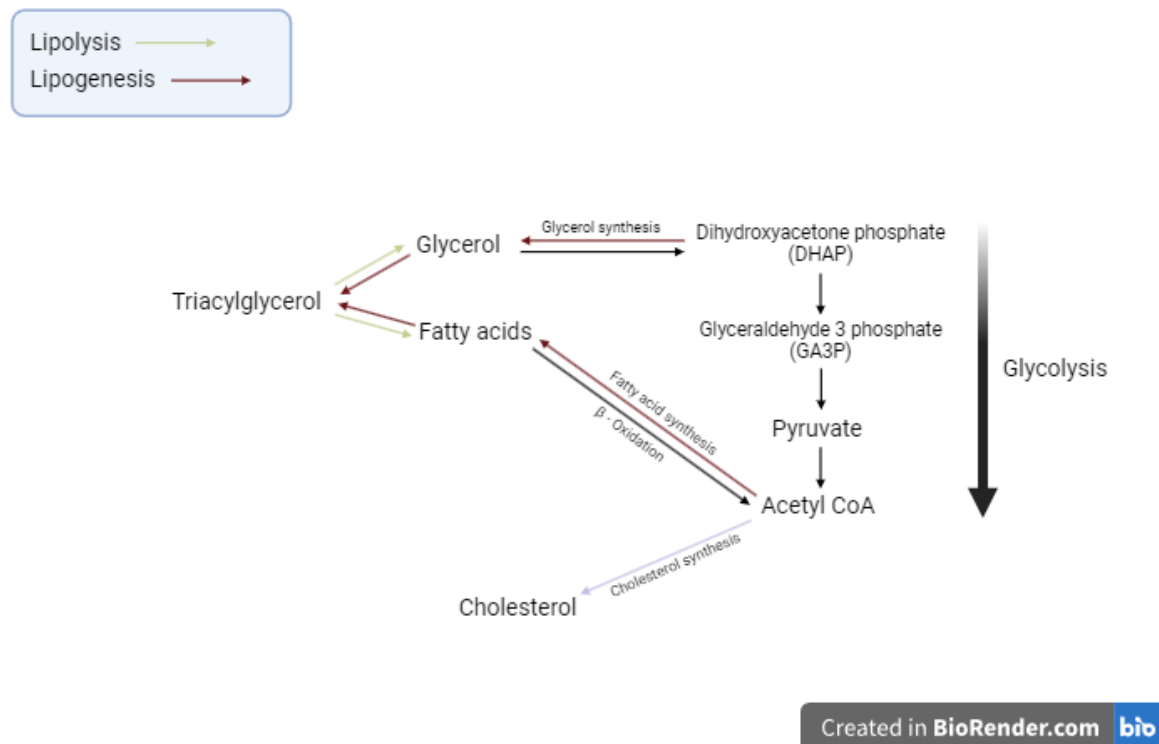 Lipolysis
Lipogenesis
Glycerol synthesis
Glycerol
Dihydroxyacetone phosphate
(DHAP)
Triacylglycerol
Fatty acids
Glyceraldehyde 3 phosphate
(GA3P)
Glycolysis
Fatty acid synthesis
β - Oxidation
Pyruvate
Acetyl CoA
Cholesterol synthesis
Cholesterol
Created in BioRender.com bio